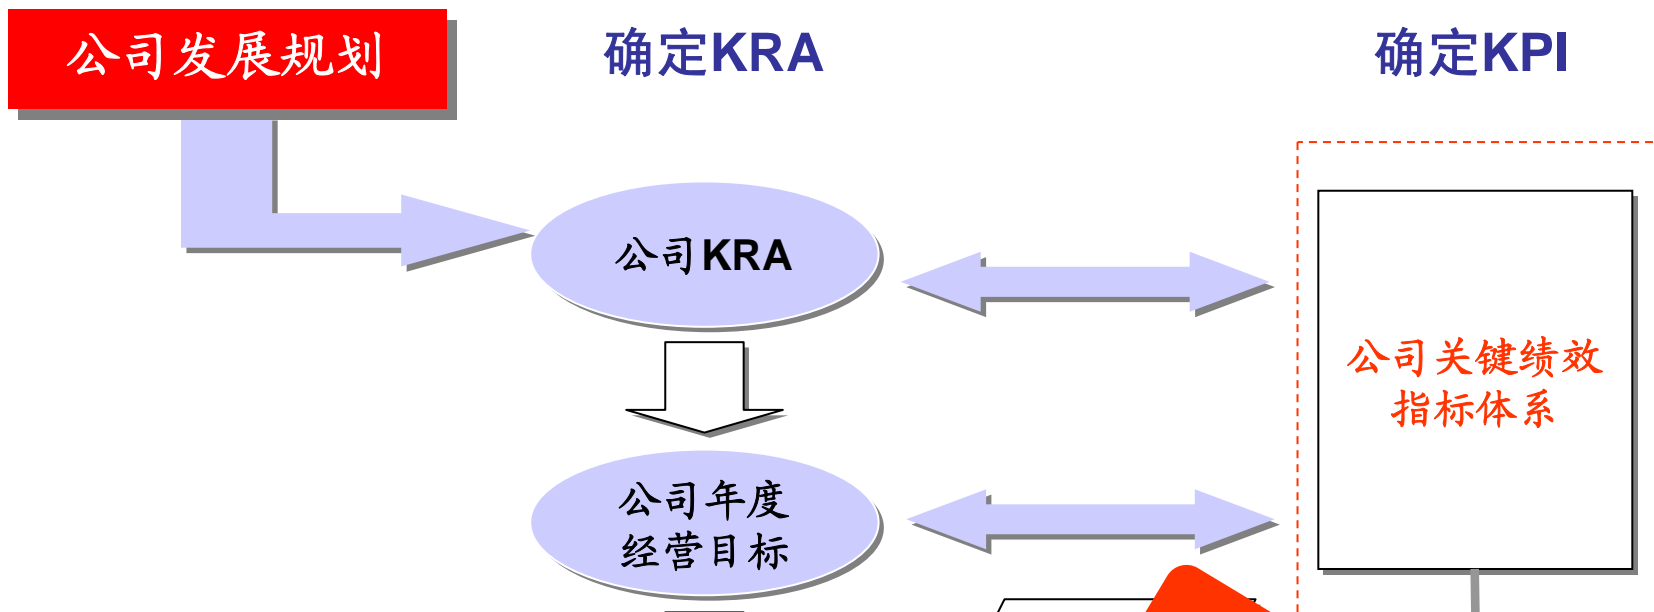 公司发展规划
确定KRA
确定KPI
公司KRA
公司关键绩效
指标体系
公司年度
经营目标